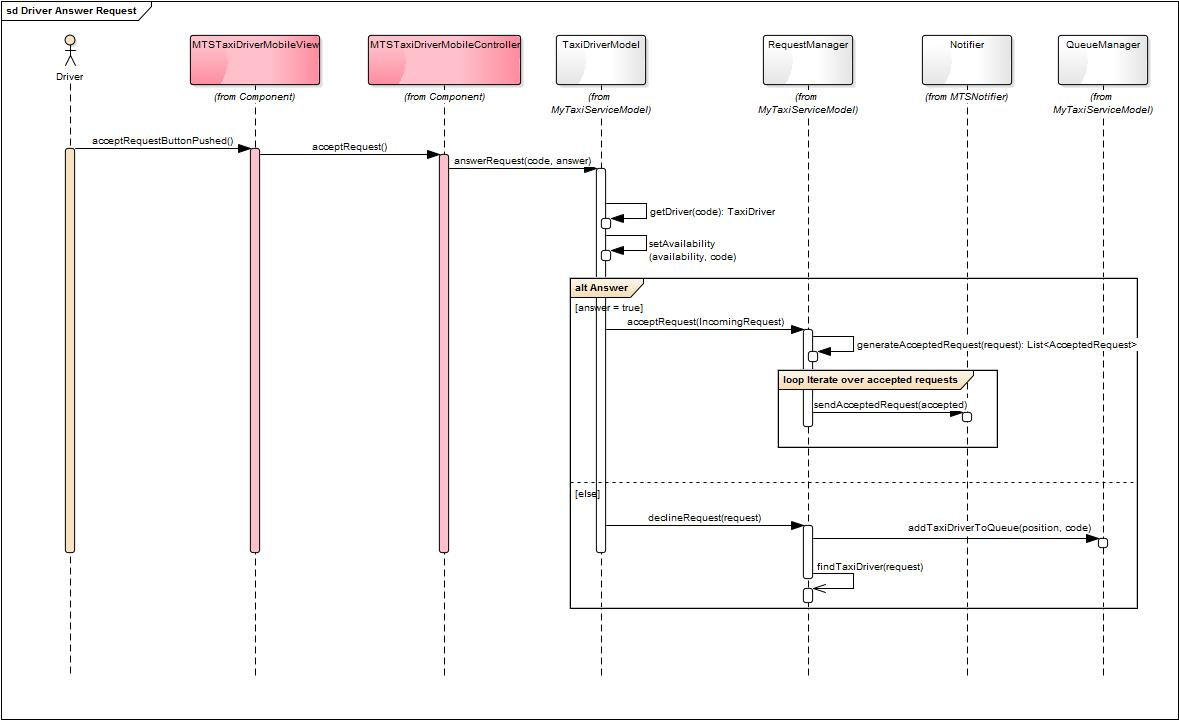 sd Driver Answer Request
MTSTaxiDriverMobileView
MTSTaxiDriverMobileController
TaxiDriverModel
RequestManager
Notifier
QueueManager
Driver
(from Component)
(from Component)
(from
MyTaxiServiceModel)
(from
MyTaxiServiceModel)
(from MTSNotifier)
(from
MyTaxiServiceModel)
acceptRequestButtonPushed()
acceptRequest()
answerRequest(code, answer)
getDriver(code): TaxiDriver
setAvailability
(availability, code)
alt Answer
[answer = true]
acceptRequest(IncomingRequest)
generateAcceptedRequest(request): List<AcceptedRequest>
loop Iterate over accepted requests
sendAcceptedRequest(accepted)
[else]
declineRequest(request)
addTaxiDriverToQueue(position, code)
findTaxiDriver(request)